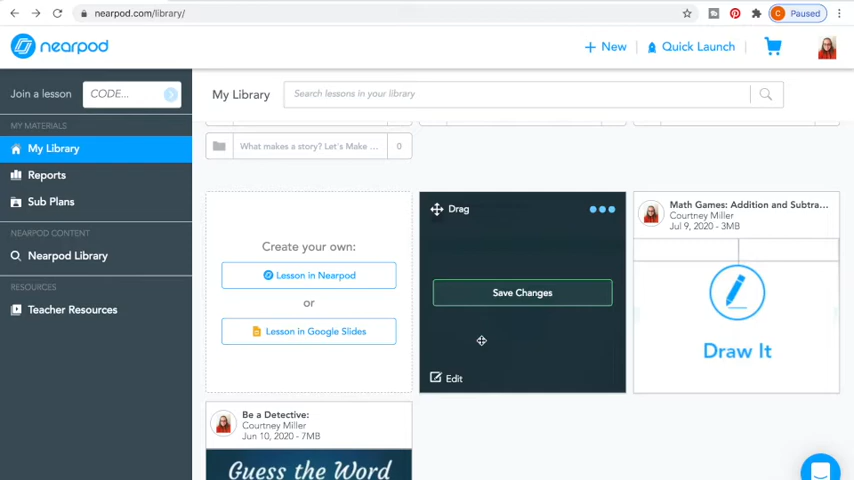 nearpod.com/library/
C
Paused
nearpod
+ New
Quick Launch
Join a lesson
CODE...
My Library
Search lessons in your library
MY MATERIALS
My Library
Reports
Sub Plans
NEARPOD CONTENT
Nearpod Library
RESOURCES
Teacher Resources
What makes a story? Let's Make ...
0
Create your own:
Lesson in Nearpod
or
Lesson in Google Slides
Drag
Save Changes
Edit
Math Games: Addition and Subtra...
Courtney Miller
Jul 9, 2020 - 3MB
Draw It
Be a Detective:
Courtney Miller
Jun 10, 2020 - 7MB
Guess the Word